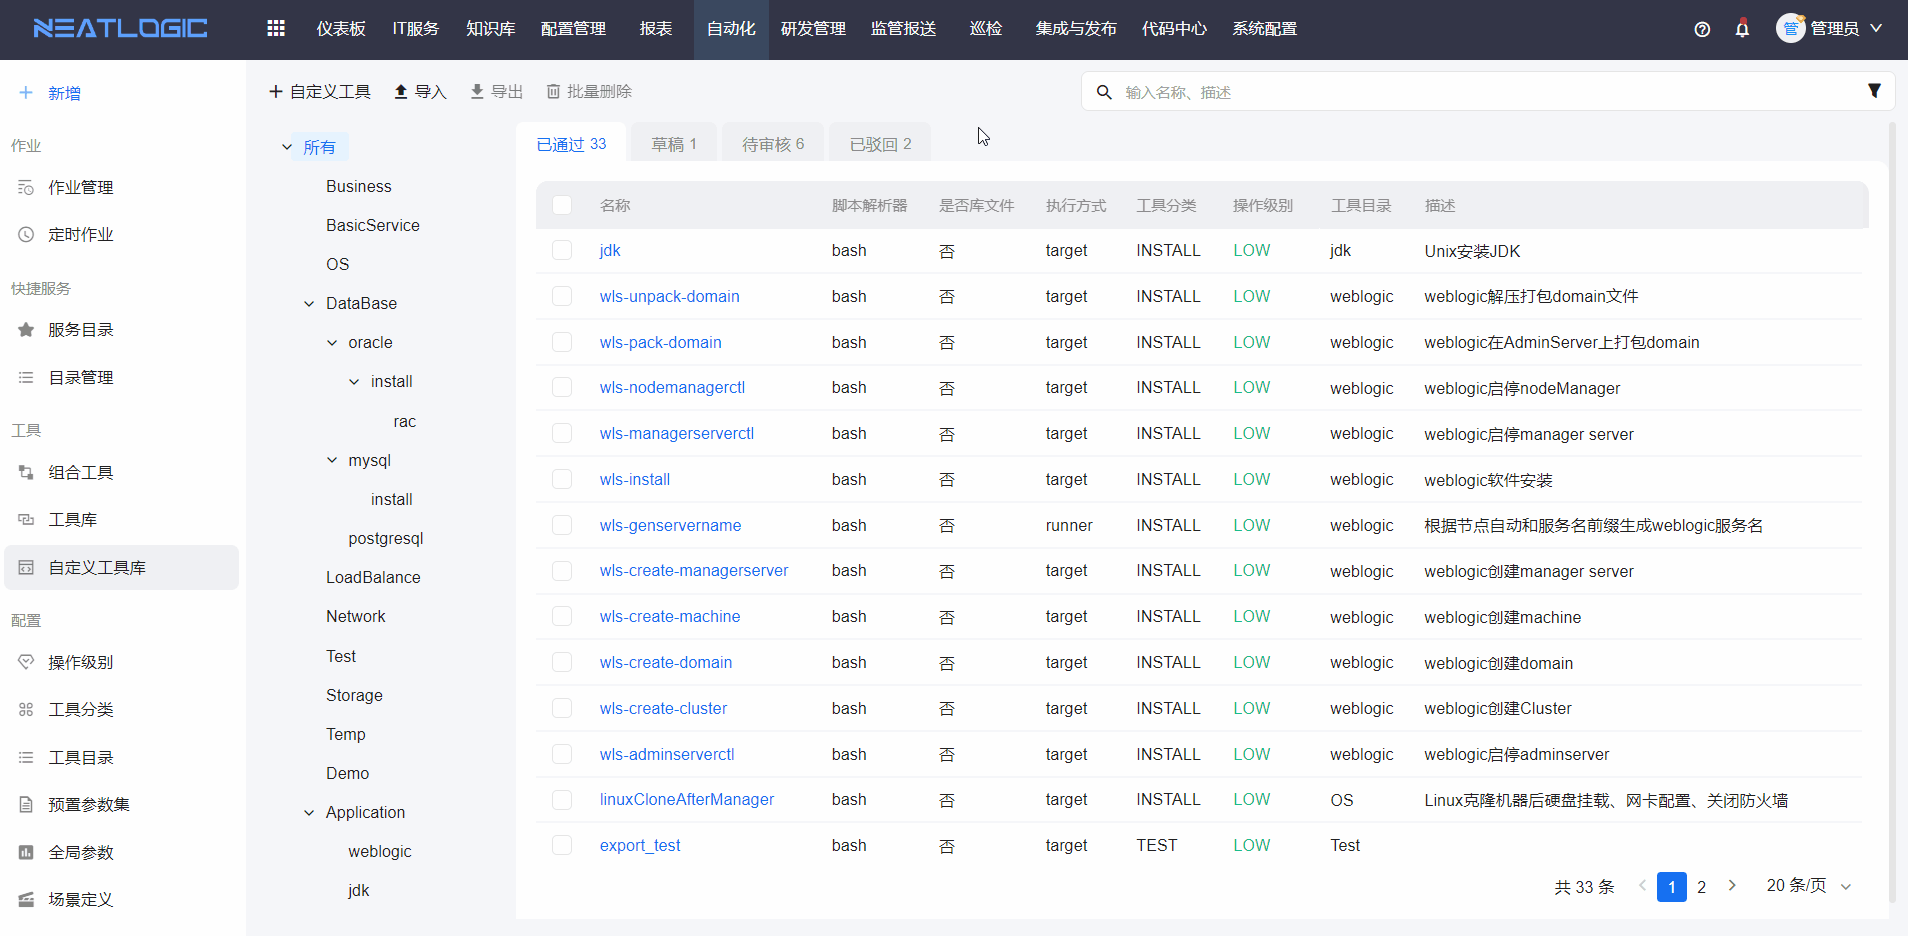 NEATLOGIC 仪表板 IT服务 知识库 配置管理 报表 自动化 研发管理 监管报送 巡检 集成与发布 代码中心 系统配置 管 管理员
新增
作业
作业管理
定时作业
快捷服务
服务目录
目录管理
工具
组合工具
工具库
自定义工具库
配置
操作级别
工具分类
工具目录
预置参数集
全局参数
场景定义
自定义工具 导入 导出 批量删除
输入名称、描述
所有
Business
BasicService
OS
DataBase
oracle
install
rac
mysql
install
postgresql
LoadBalance
Network
Test
Storage
Temp
Demo
Application
weblogic
jdk
已通过 33 草稿 1 待审核 6 已驳回 2
名称 脚本解析器 是否库文件 执行方式 工具分类 操作级别 工具目录 描述
jdk bash 否 target INSTALL LOW jdk Unix安装JDK
wls-unpack-domain bash 否 target INSTALL LOW weblogic weblogic解压打包domain文件
wls-pack-domain bash 否 target INSTALL LOW weblogic weblogic在AdminServer上打包domain
wls-nodemanagerctl bash 否 target INSTALL LOW weblogic weblogic启停nodeManager
wls-managerserverctl bash 否 target INSTALL LOW weblogic weblogic启停manager server
wls-install bash 否 target INSTALL LOW weblogic weblogic软件安装
wls-genservername bash 否 runner INSTALL LOW weblogic 根据节点自动和服务名前缀生成weblogic服务名
wls-create-managerserver bash 否 target INSTALL LOW weblogic weblogic创建manager server
wls-create-machine bash 否 target INSTALL LOW weblogic weblogic创建machine
wls-create-domain bash 否 target INSTALL LOW weblogic weblogic创建domain
wls-create-cluster bash 否 target INSTALL LOW weblogic weblogic创建Cluster
wls-adminserverctl bash 否 target INSTALL LOW weblogic weblogic启停adminserver
linuxCloneAfterManager bash 否 target INSTALL LOW OS Linux克隆机器后硬盘挂载、网卡配置、关闭防火墙
export_test bash 否 target TEST LOW Test
共 33 条 1 2 20 条/页